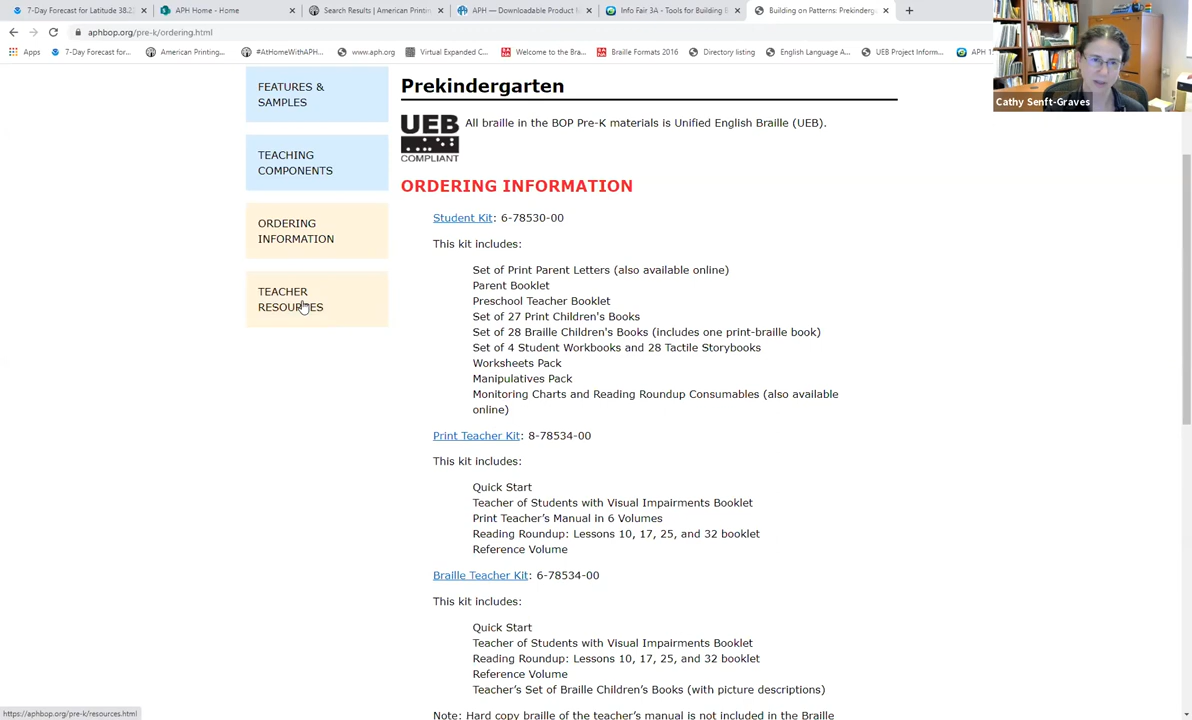 7-Day Forecast for Latitude 38.2
APH Home - Home
Search Results | American Printin
APH — Downloadable Product
Info Fair 3A - Tools for Building
Building on Patterns: Prekinderg
aphbop.org/pre-k/ordering.html
Apps
7-Day Forecast for...
American Printing...
#AtHomeWithAPH...
www.aph.org
Virtual Expanded C...
Welcome to the Bra...
Braille Formats 2016
Directory listing
English Language A...
UEB Project Inform...
APH 1
Cathy Senft-Graves
FEATURES &
SAMPLES
TEACHING
COMPONENTS
ORDERING
INFORMATION
TEACHER
RESOURCES
Prekindergarten
UEB
COMPLIANT
All braille in the BOP Pre-K materials is Unified English Braille (UEB).
ORDERING INFORMATION
Student Kit: 6-78530-00
This kit includes:
Set of Print Parent Letters (also available online)
Parent Booklet
Preschool Teacher Booklet
Set of 27 Print Children's Books
Set of 28 Braille Children's Books (includes one print-braille book)
Set of 4 Student Workbooks and 28 Tactile Storybooks
Worksheets Pack
Manipulatives Pack
Monitoring Charts and Reading Roundup Consumables (also available
online)
Print Teacher Kit: 8-78534-00
This kit includes:
Quick Start
Teacher of Students with Visual Impairments Booklet
Print Teacher’s Manual in 6 Volumes
Reading Roundup: Lessons 10, 17, 25, and 32 booklet
Reference Volume
Braille Teacher Kit: 6-78534-00
This kit includes:
Quick Start
Teacher of Students with Visual Impairments Booklet
Reading Roundup: Lessons 10, 17, 25, and 32 booklet
Reference Volume
Teacher’s Set of Braille Children’s Books (with picture descriptions)
Note: Hard copy braille of the teacher’s manual is not included in the Braille
https://aphbop.org/pre-k/resources.html